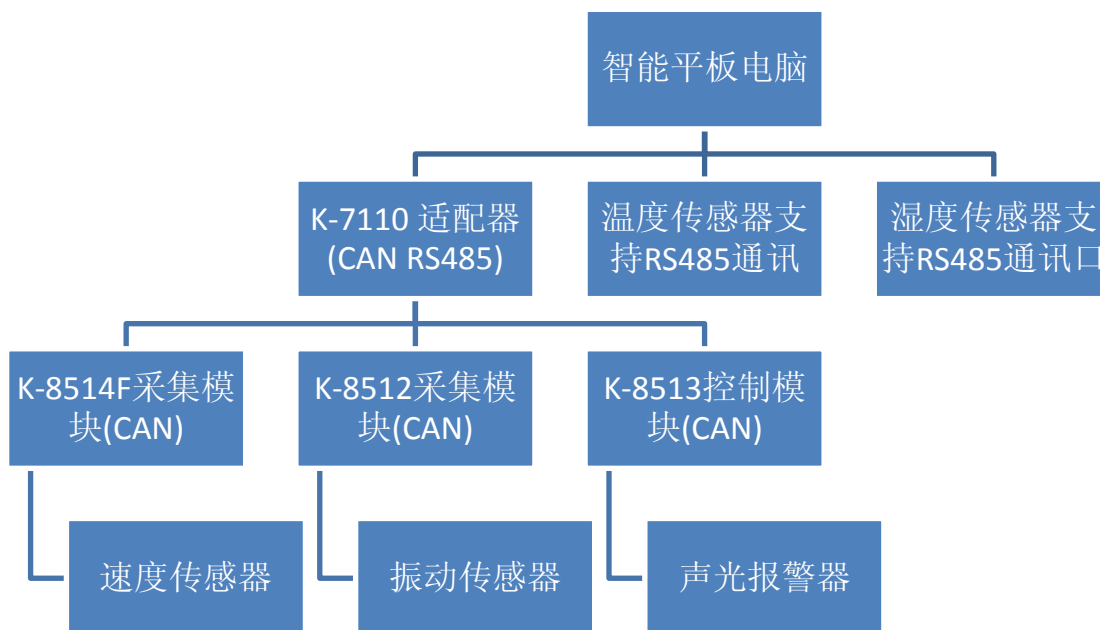 智能平板电脑
K-7110 适配器
(CAN RS485)
温度传感器支
持RS485通讯
湿度传感器支
持RS485通讯口
K-8514F采集模
块(CAN)
K-8512采集模
块(CAN)
K-8513控制模
块(CAN)
速度传感器
振动传感器
声光报警器